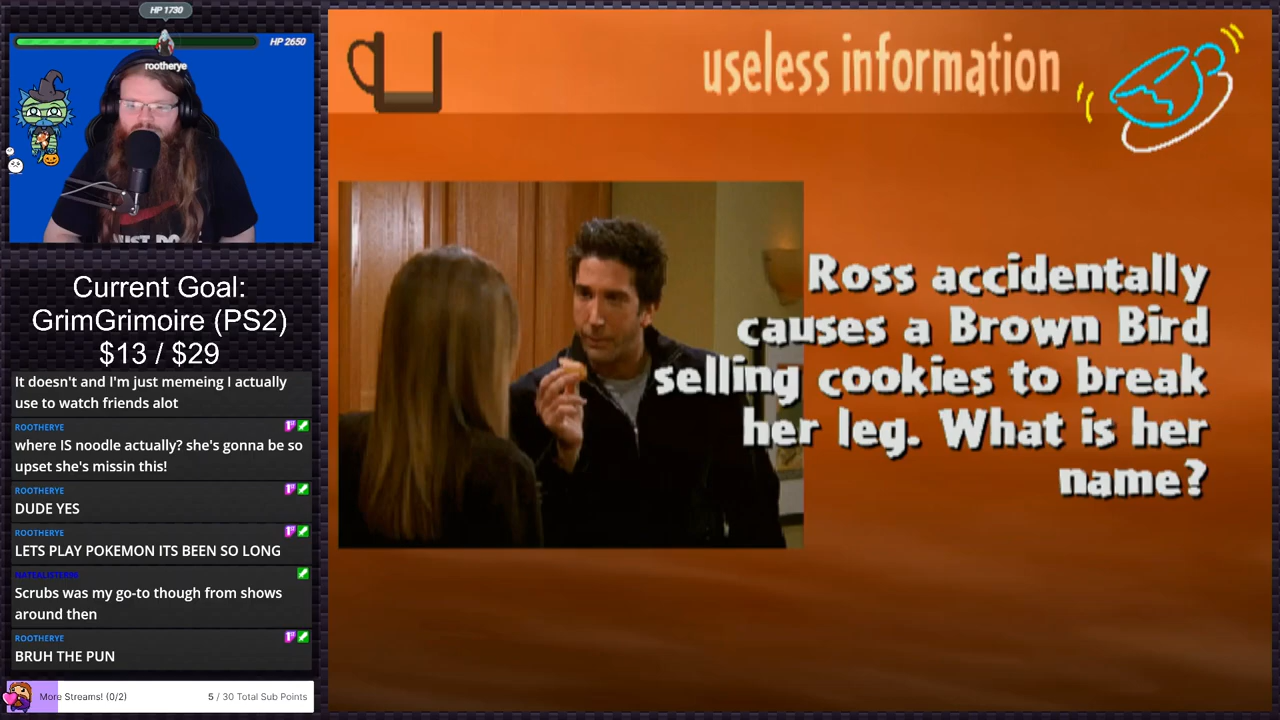 HP 1730
HP 2650
rootherye
JUST DO
Current Goal:
GrimGrimoire (PS2)
$13 / $29
It doesn't and I'm just memeing I actually
use to watch friends alot
ROOTHERYE
where IS noodle actually? she's gonna be so
upset she's missin this!
ROOTHERYE
DUDE YES
ROOTHERYE
LETS PLAY POKEMON ITS BEEN SO LONG
Scrubs was my go-to though from shows
around then
ROOTHERYE
BRUH THE PUN
More Streams! (0/2)
5 / 30 Total Sub Points
useless information
Ross accidentally
causes a Brown Bird
selling cookies to break
her leg. What is her
name?